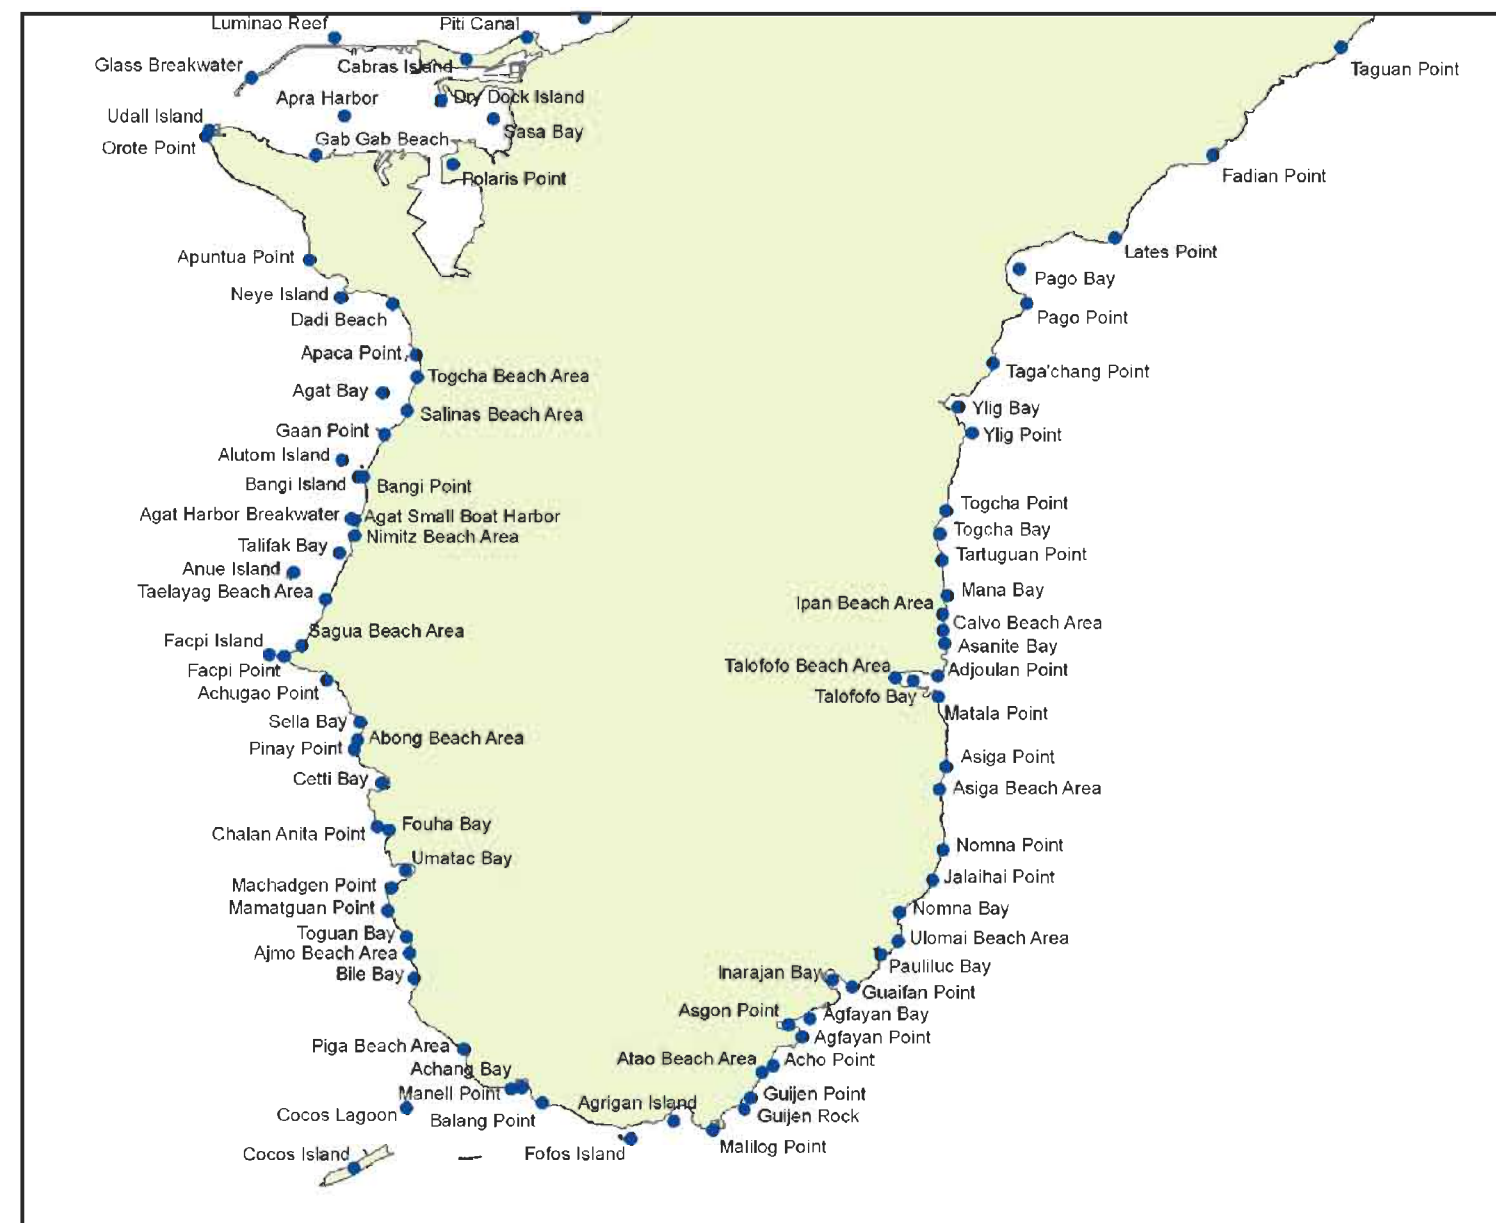 Luminao Reef
Piti Canal
Glass Breakwater
Cabras Island
Taguan Point
Apra Harbor
Dry Dock Island
Udall Island
Sasa Bay
Orote Point
Gab Gab Beach
Polaris Point
Fadian Point
Apuntua Point
Lates Point
Pago Bay
Neye Island
Dadi Beach
Pago Point
Apaca Point
Togcha Beach Area
Taga'chang Point
Agat Bay
Salinas Beach Area
Ylig Bay
Gaan Point
Ylig Point
Alutom Island
Bangi Island
Bangi Point
Togcha Point
Agat Harbor Breakwater
Agat Small Boat Harbor
Togcha Bay
Nimitz Beach Area
Talifak Bay
Tartuguan Point
Anue Island
Taelayag Beach Area
Mana Bay
Ipan Beach Area
Calvo Beach Area
Sagua Beach Area
Facpi Island
Asanite Bay
Facpi Point
Talofofo Beach Area
Adjoulan Point
Achugao Point
Talofofo Bay
Matala Point
Sella Bay
Abong Beach Area
Pinay Point
Asiga Point
Cetti Bay
Asiga Beach Area
Fouha Bay
Chalan Anita Point
Nomna Point
Umatac Bay
Jalaihai Point
Machadgen Point
Mamatguan Point
Nomna Bay
Toguan Bay
Ulomai Beach Area
Ajmo Beach Area
Pauliluc Bay
Bile Bay
Inarajan Bay
Guaifan Point
Asgon Point
Agfayan Bay
Agfayan Point
Piga Beach Area
Atao Beach Area
Acho Point
Achang Bay
Manell Point
Guijen Point
Agrigan Island
Cocos Lagoon
Balang Point
Guijen Rock
Malilog Point
Cocos Island
Fofos Island